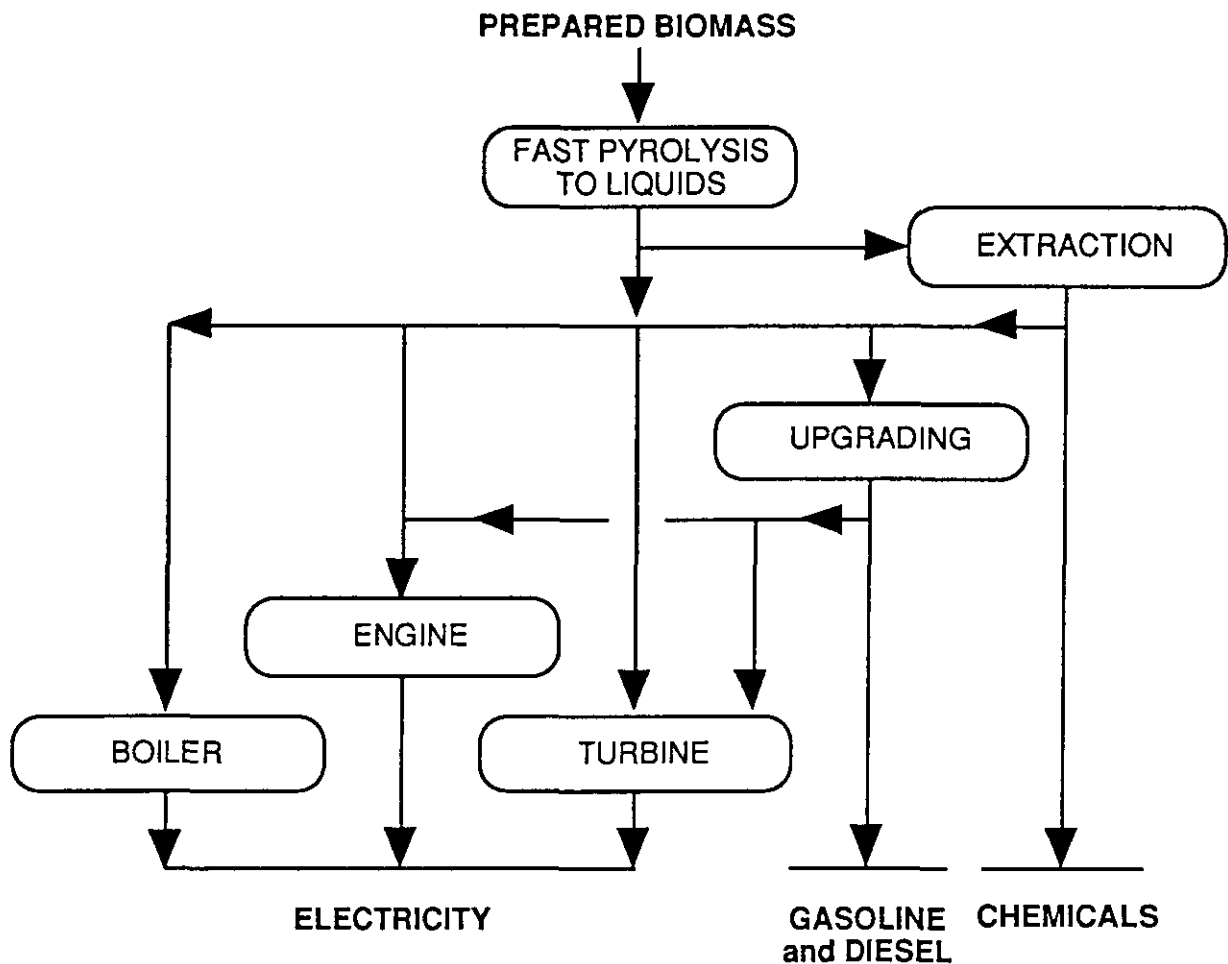 PREPARED BIOMASS
FAST PYROLYSIS
TO LIQUIDS
EXTRACTION
UPGRADING
ENGINE
BOILER
TURBINE
ELECTRICITY
GASOLINE
and DIESEL
CHEMICALS